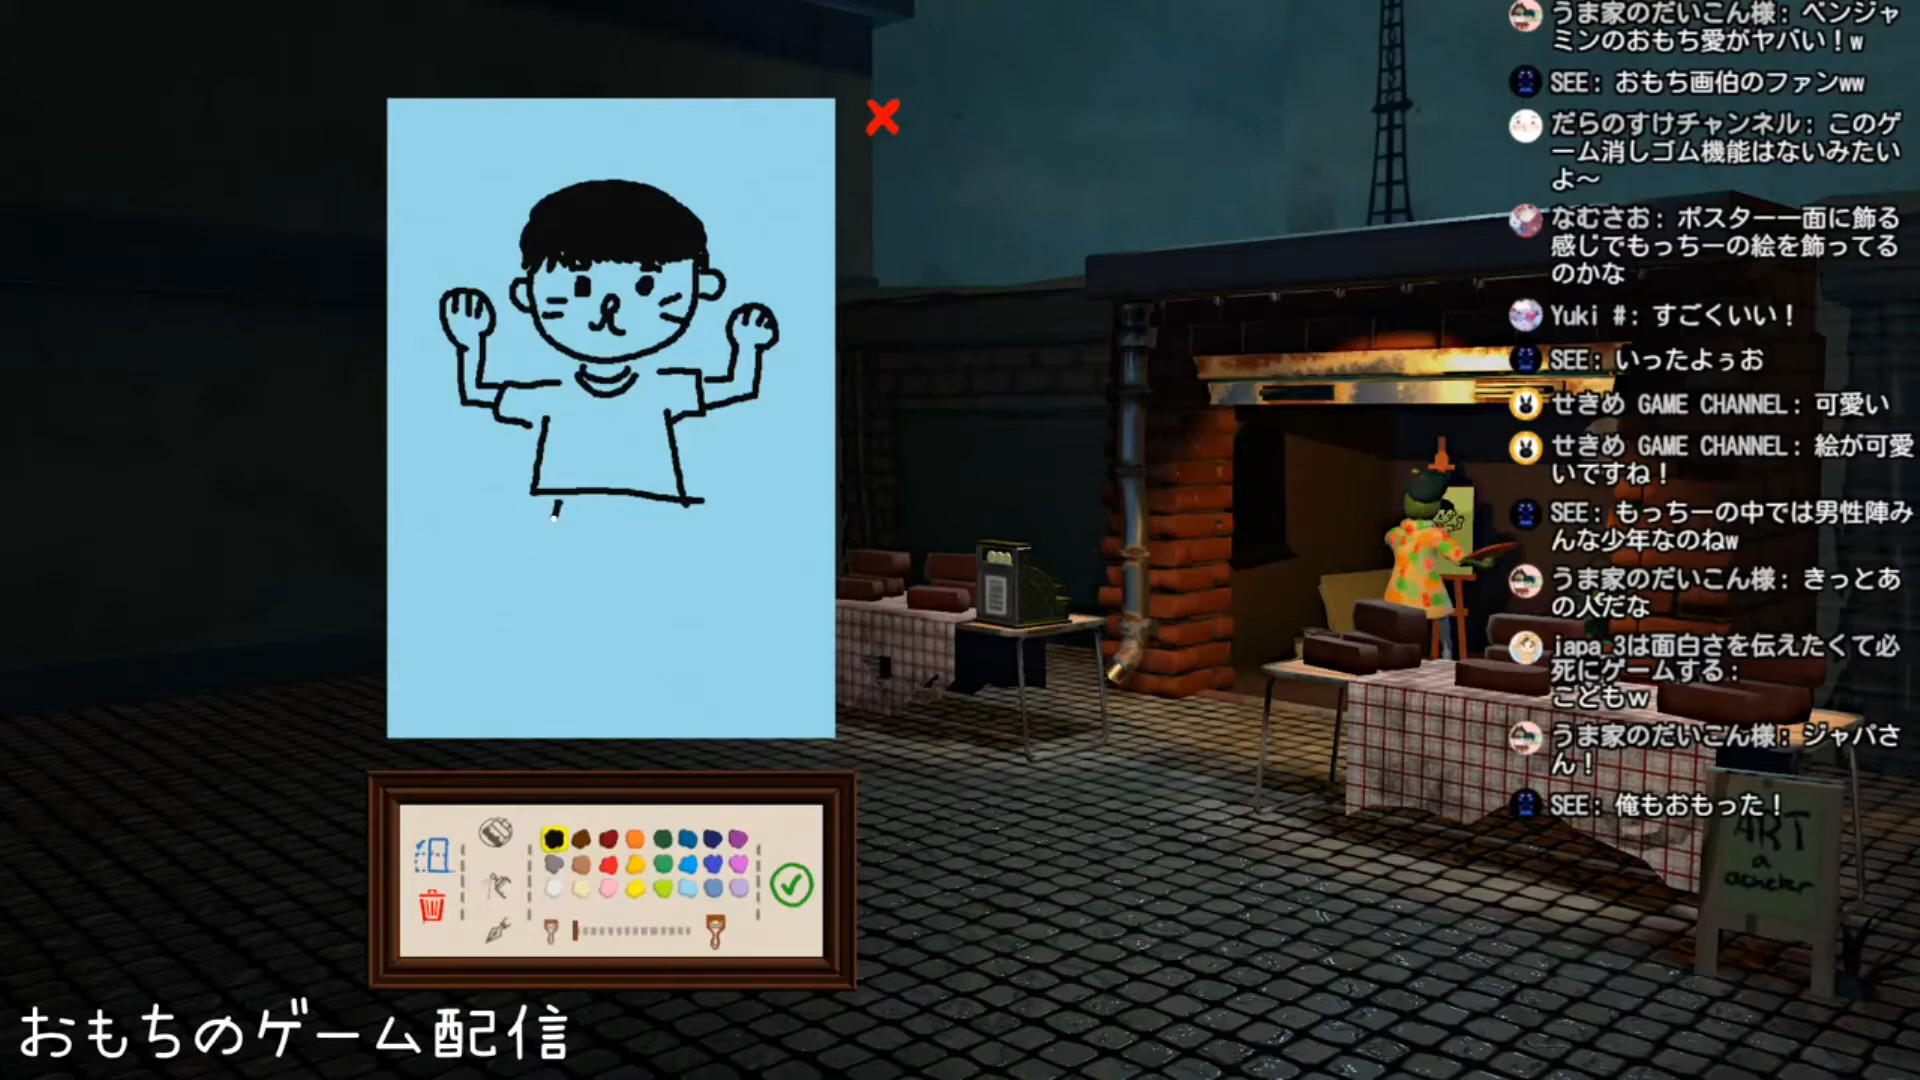 うま家のだいこん様: ベンジャ
ミンのおもち愛がヤバい！w
SEE: おもち画伯のファンww
だらのすけチャンネル: このゲ
ーム消しゴム機能はないみたい
よ～
なむさお: ポスター一面に飾る
感じでもっちーの絵を飾ってる
のかな
Yuki #: すごくいい！
SEE: いったよぅお
せきめ GAME CHANNEL: 可愛い
せきめ GAME CHANNEL: 絵が可愛
いですね！
SEE: もっちーの中では男性陣み
んな少年なのねw
うま家のだいこん様: きっとあ
の人だな
japa_3は面白さを伝えたくて必
死にゲームする:
こどもｗ
うま家のだいこん様: ジャパさ
ん！
SEE: 俺もおもった！
ART
a
acheter
おもちのゲーム配信